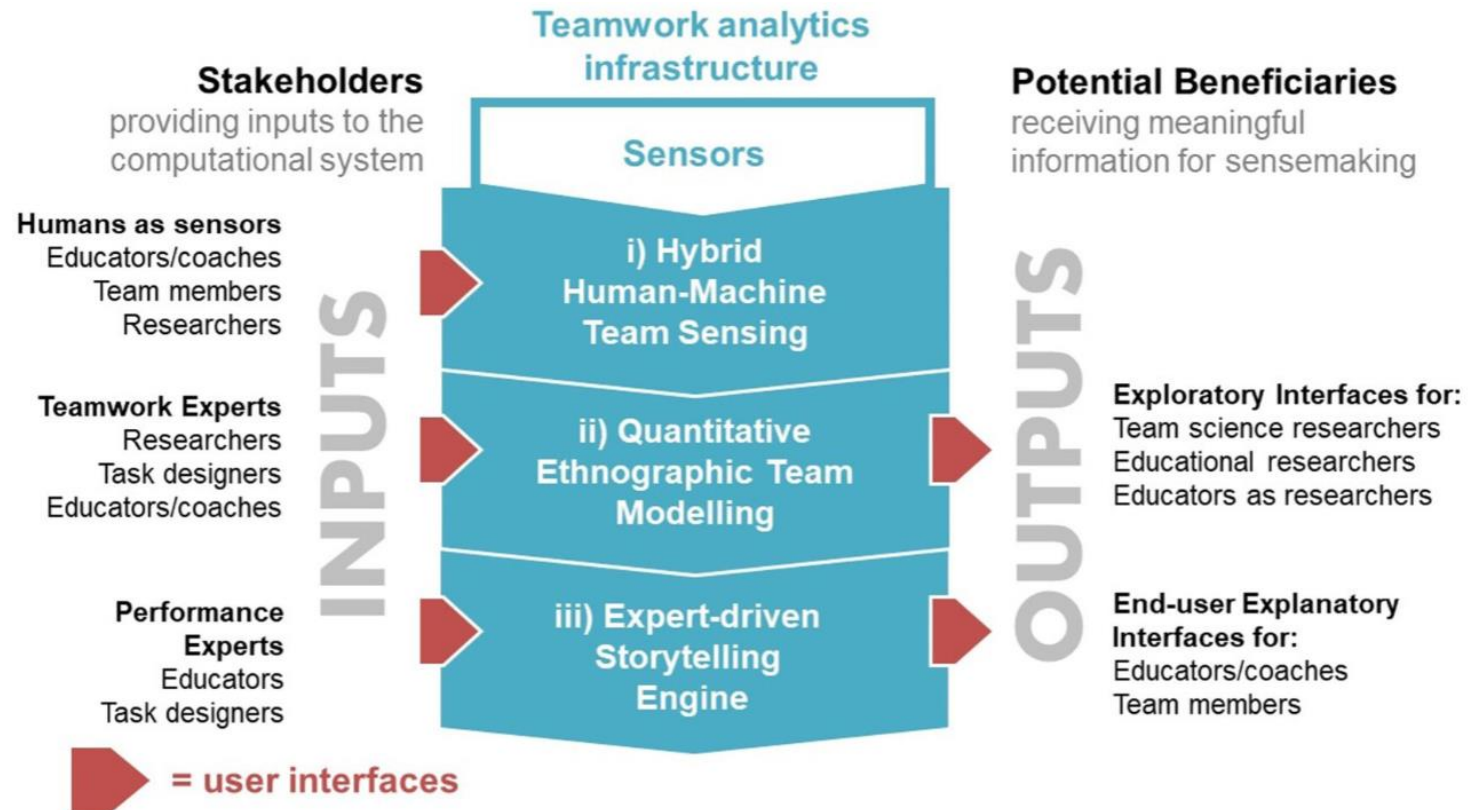 Teamwork analytics
infrastructure
Stakeholders
providing inputs to the
computational system
Sensors
Potential Beneficiaries
receiving meaningful
information for sensemaking
Humans as sensors
Educators/coaches
Team members
Researchers
Teamwork Experts
Researchers
Task designers
Educators/coaches
Performance
Experts
Educators
Task designers
INPUTS
i) Hybrid
Human-Machine
Team Sensing
ii) Quantitative
Ethnographic Team
Modelling
iii) Expert-driven
Storytelling
Engine
OUTPUTS
Exploratory Interfaces for:
Team science researchers
Educational researchers
Educators as researchers
End-user Explanatory
Interfaces for:
Educators/coaches
Team members
= user interfaces